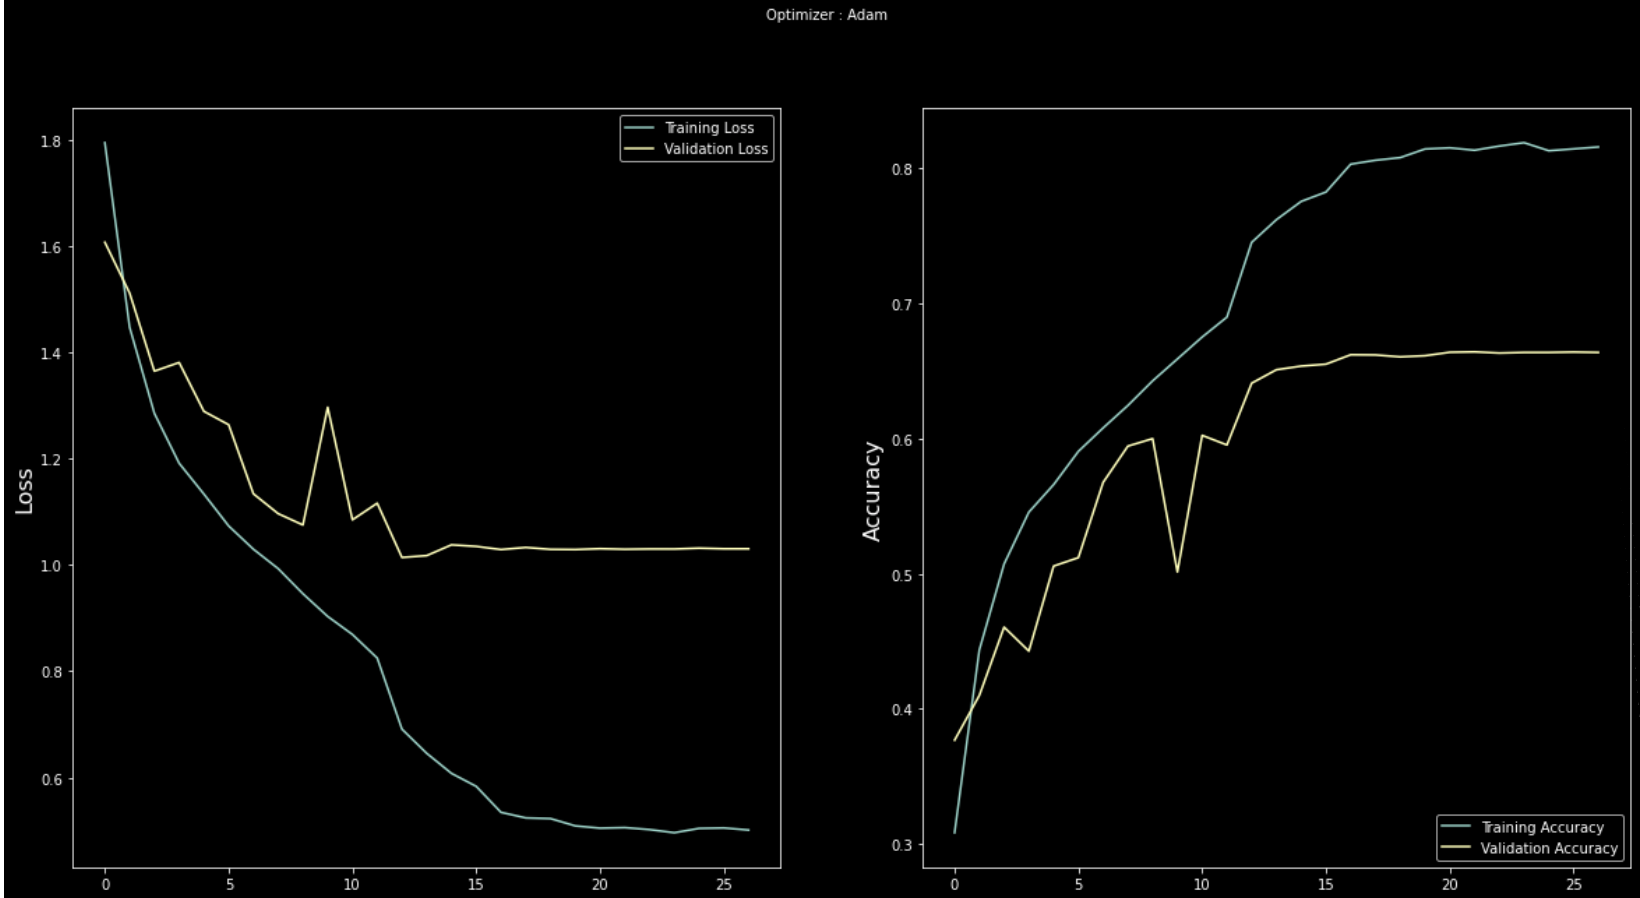 Optimizer : Adam
Loss
1.8
1.6
1.4
1.2
1.0
0.8
0.6
0 5 10 15 20 25
Training Loss
Validation Loss
Accuracy
0.8
0.7
0.6
0.5
0.4
0.3
0 5 10 15 20 25
Training Accuracy
Validation Accuracy